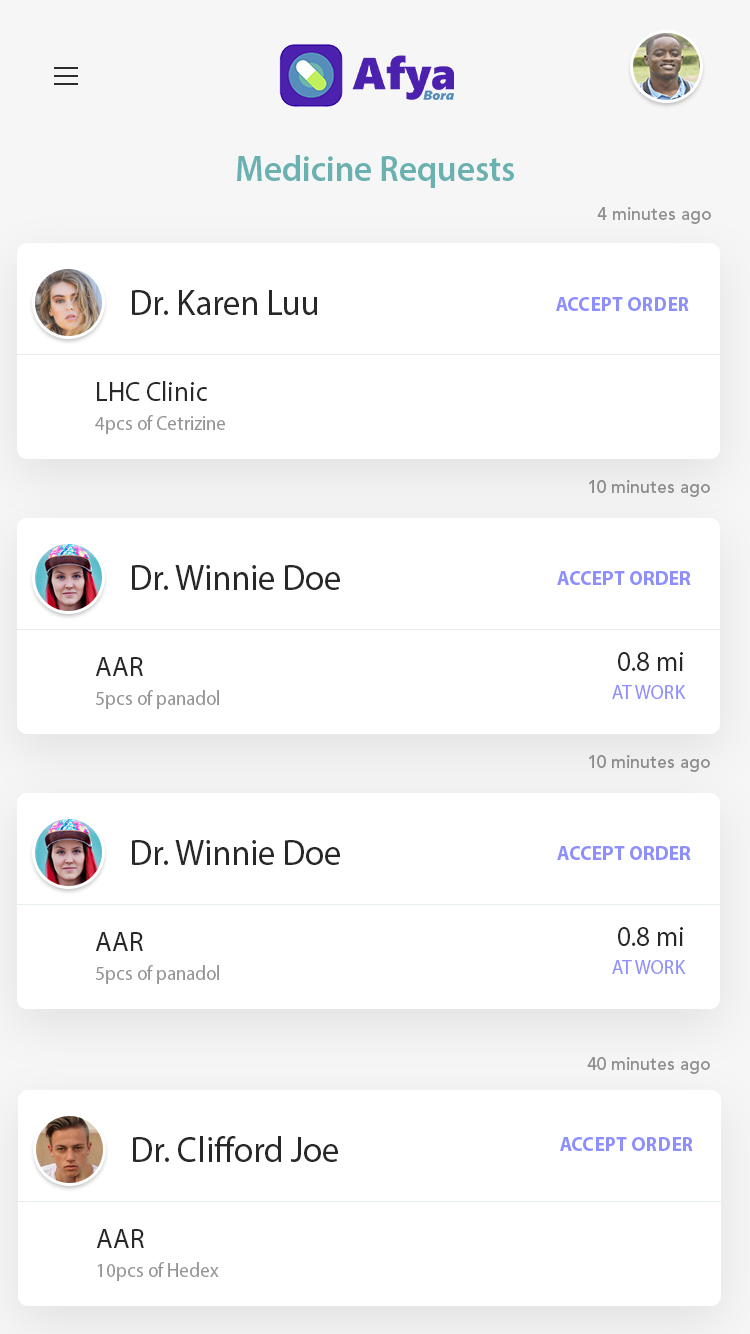 Afya
Bora
Medicine Requests
4 minutes ago
Dr. Karen Luu
ACCEPT ORDER
LHC Clinic
4pcs of Cetrizine
10 minutes ago
Dr. Winnie Doe
ACCEPT ORDER
AAR
0.8 mi
5pcs of panadol
AT WORK
10 minutes ago
Dr. Winnie Doe
ACCEPT ORDER
AAR
0.8 mi
5pcs of panadol
AT WORK
40 minutes ago
Dr. Clifford Joe
ACCEPT ORDER
AAR
10pcs of Hedex